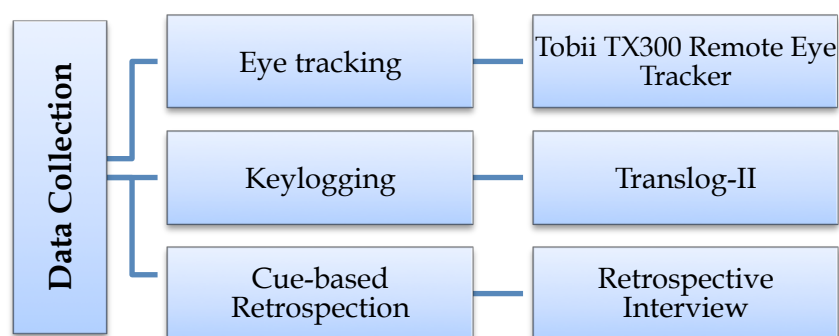 Data Collection
Eye tracking
Tobii TX300 Remote Eye
Tracker
Keylogging
Translog-II
Cue-based
Retrospection
Retrospective
Interview